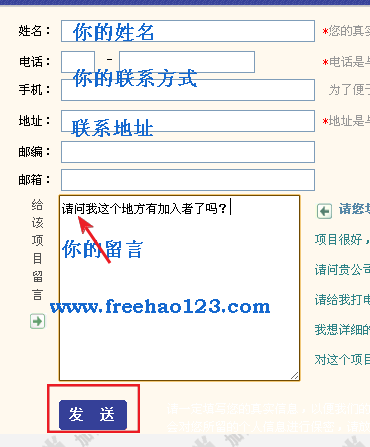 姓名： 你的姓名 *您的真实
电话： - *电话是与
你的联系方式
手机： 为了便于
地址： 联系地址 *地址是与
邮编：
邮箱：
给该项目留言
请问我这个地方有加入者了吗？
你的留言
www.freehao123.com
请您
项目很好，
请问贵公司
请给我打电
我想详细的
对这个项目
发 送